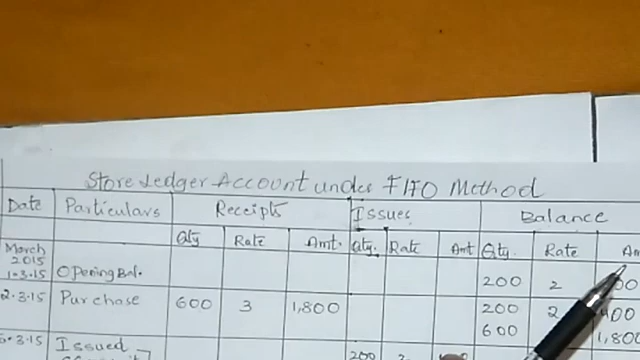 Store Ledger Account under FIFO Method
Date Particulars Receipts Issues Balance
Qty Rate Amt. Qty. Rate Amt Qty. Rate
March
2015
1.3.15 Opening Bal. 200 2
2.3.15 Purchase 600 3 1,800 200 2
600 1,800
Issued
200